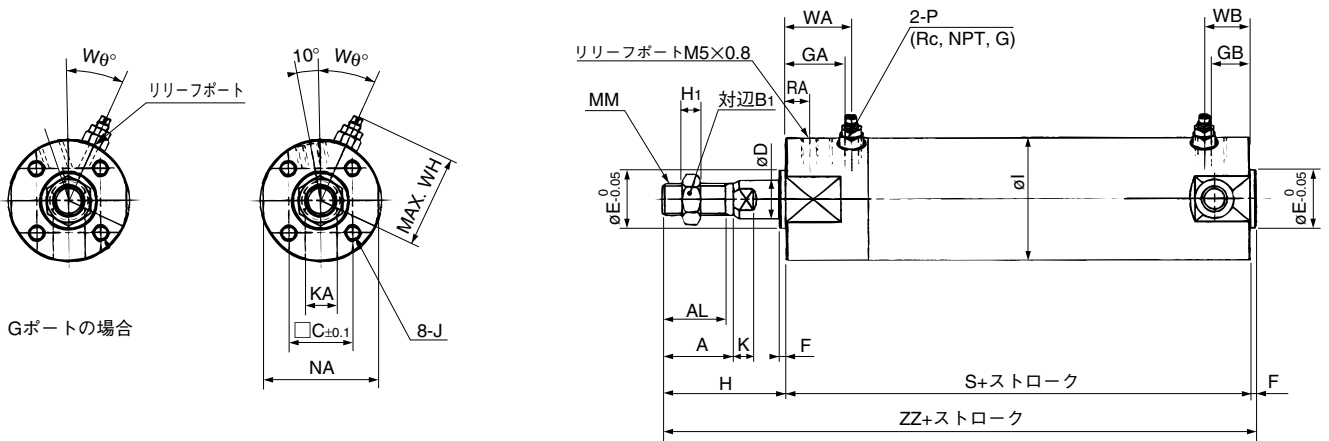 Wθ°
リリーフポート
Gポートの場合
10° Wθ°
MAX. WH
KA
□C±0.1
NA
8-J
WA
2-P
(Rc, NPT, G)
WB
リリーフポートM5×0.8
GA
GB
RA
MM
H1
対辺B1
øD
øE-0 -0.05
øI
øE-0 -0.05
AL
A
K
F
H
S+ストローク
F
ZZ+ストローク